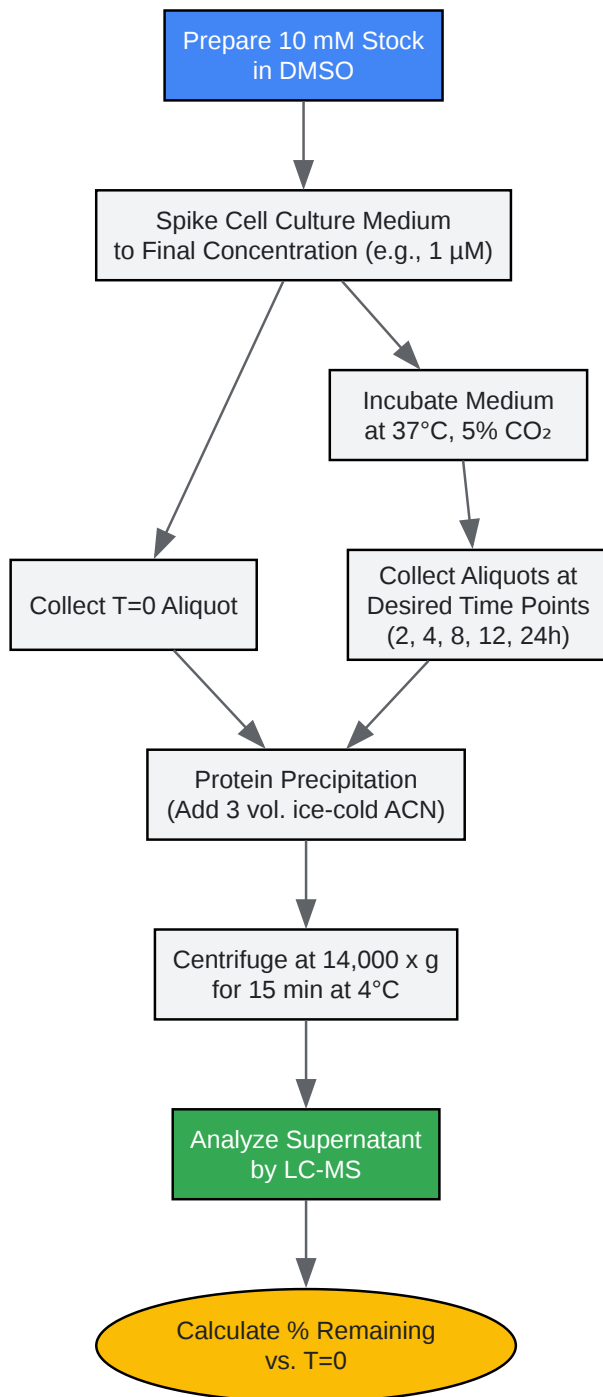 Prepare 10 mM Stock
in DMSO
Spike Cell Culture Medium
to Final Concentration (e.g., 1 µM)
Incubate Medium
at 37°C, 5% CO₂
Collect T=0 Aliquot
Collect Aliquots at
Desired Time Points
(2, 4, 8, 12, 24h)
Protein Precipitation
(Add 3 vol. ice-cold ACN)
Centrifuge at 14,000 x g
for 15 min at 4°C
Analyze Supernatant
by LC-MS
Calculate % Remaining
vs. T=0